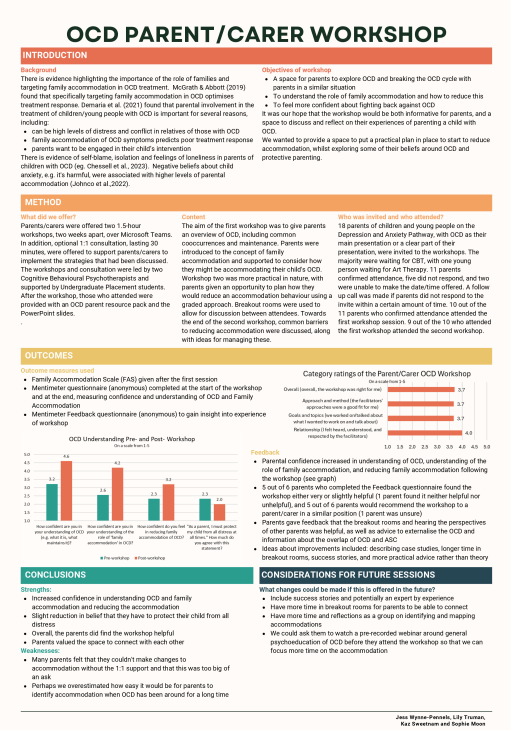 OCD PARENT/CARER WORKSHOP
INTRODUCTION
Background
There is evidence highlighting the importance of the role of families and
targeting family accommodation in OCD treatment. McGrath & Abbott (2019)
found that specifically targeting family accommodation in OCD optimises
treatment response. Demaria et al. (2021) found that parental involvement in the
treatment of children/young people with OCD is important for several reasons,
including:
• can be high levels of distress and conflict in relatives of those with OCD
• family accommodation of OCD symptoms predicts poor treatment response
• parents want to be engaged in their child's intervention
There is evidence of self-blame, isolation and feelings of loneliness in parents of
children with OCD (eg. Chessell et al., 2023). Negative beliefs about child
anxiety, e.g. it's harmful, were associated with higher levels of parental
accommodation (Johnco et al.,2022).
Objectives of workshop
• A space for parents to explore OCD and breaking the OCD cycle with
parents in a similar situation
• To understand the role of family accommodation and how to reduce this
• To feel more confident about fighting back against OCD
It was our hope that the workshop would be both informative for parents, and a
space to discuss and reflect on their experiences of parenting a child with
OCD.
We wanted to provide a space to put a practical plan in place to start to reduce
accommodation, whilst exploring some of their beliefs around OCD and
protective parenting.
METHOD
What did we offer?
Parents/carers were offered two 1.5-hour
workshops, two weeks apart, over Microsoft Teams.
In addition, optional 1:1 consultation, lasting 30
minutes, were offered to support parents/carers to
implement the strategies that had been discussed.
The workshops and consultation were led by two
Cognitive Behavioural Psychotherapists and
supported by Undergraduate Placement students.
After the workshop, those who attended were
provided with an OCD parent resource pack and the
PowerPoint slides.
.
Content
The aim of the first workshop was to give parents
an overview of OCD, including common
cooccurrences and maintenance. Parents were
introduced to the concept of family
accommodation and supported to consider how
they might be accommodating their child's OCD.
Workshop two was more practical in nature, with
parents given an opportunity to plan how they
would reduce an accommodation behaviour using a
graded approach. Breakout rooms were used to
allow for discussion between attendees. Towards
the end of the second workshop, common barriers
to reducing accommodation were discussed, along
with ideas for managing these.
Who was invited and who attended?
18 parents of children and young people on the
Depression and Anxiety Pathway, with OCD as their
main presentation or a clear part of their
presentation, were invited to the workshops. The
majority were waiting for CBT, with one young
person waiting for Art Therapy. 11 parents
confirmed attendance, five did not respond, and two
were unable to make the date/time offered. A follow
up call was made if parents did not respond to the
invite within a certain amount of time. 10 out of the
11 parents who confirmed attendance attended the
first workshop session. 9 out of the 10 who attended
the first workshop attended the second workshop.
OUTCOMES
Outcome measures used
• Family Accommodation Scale (FAS) given after the first session
• Mentimeter questionnaire (anonymous) completed at the start of the workshop
and at the end, measuring confidence and understanding of OCD and Family
Accommodation
• Mentimeter Feedback questionnaire (anonymous) to gain insight into experience
of workshop
OCD Understanding Pre- and Post- Workshop
On a scale from 1-5
5.0
4.5
4.0
3.5
3.0
2.5
2.0
1.5
1.0
3.2
4.6
2.6
4.2
2.3
3.2
2.3
2.0
How confident are you in
your understanding of OCD
(e.g. what it is, what
maintains it)?
How confident are you in
your understanding of the
role of "family
accommodation" in OCD?
How confident do you feel
in reducing family
accommodation of OCD?
"As a parent, I must protect
my child from distress at
all times." How much do
you agree with this
statement?
Pre-workshop
Post-workshop
Category ratings of the Parent/Carer OCD Workshop
On a scale from 1-5
Overall (overall, the workshop was right for me)
3.7
Approach and method (the facilitators'
approaches were a good fit for me)
3.7
Goals and topics (we worked on/talked about
what I wanted to work on and talk about)
3.7
Relationship (I felt heard, understood, and
respected by the facilitators)
4.0
1.0 1.5 2.0 2.5 3.0 3.5 4.0 4.5 5.0
Feedback
• Parental confidence increased in understanding of OCD, understanding of the
role of family accommodation, and reducing family accommodation following
the workshop (see graph)
• 5 out of 6 parents who completed the Feedback questionnaire found the
workshop either very or slightly helpful (1 parent found it neither helpful nor
unhelpful), and 5 out of 6 parents would recommend the workshop to a
parent/carer in a similar position (1 parent was unsure)
• Parents gave feedback that the breakout rooms and hearing the perspectives
of other parents was helpful, as well as advice to externalise the OCD and
information about the overlap of OCD and ASC
• Ideas about improvements included: describing case studies, longer time in
breakout rooms, success stories, and more practical advice rather than theory
CONCLUSIONS
Strengths:
• Increased confidence in understanding OCD and family
accommodation and reducing the accommodation
• Slight reduction in belief that they have to protect their child from all
distress
• Overall, the parents did find the workshop helpful
• Parents valued the space to connect with each other
Weaknesses:
• Many parents felt that they couldn't make changes to
accommodation without the 1:1 support and that this was too big of
an ask
• Perhaps we overestimated how easy it would be for parents to
identify accommodation when OCD has been around for a long time
CONSIDERATIONS FOR FUTURE SESSIONS
What changes could be made if this is offered in the future?
• Include success stories and potentially an expert by experience
• Have more time in breakout rooms for parents to be able to connect
• Have more time and reflections as a group on identifying and mapping
accommodations
• We could ask them to watch a pre-recorded webinar around general
psychoeducation of OCD before they attend the workshop so that we can
focus more time on the accommodation
Jess Wynne-Pennels, Lily Truman,
Kaz Sweetnam and Sophie Moon